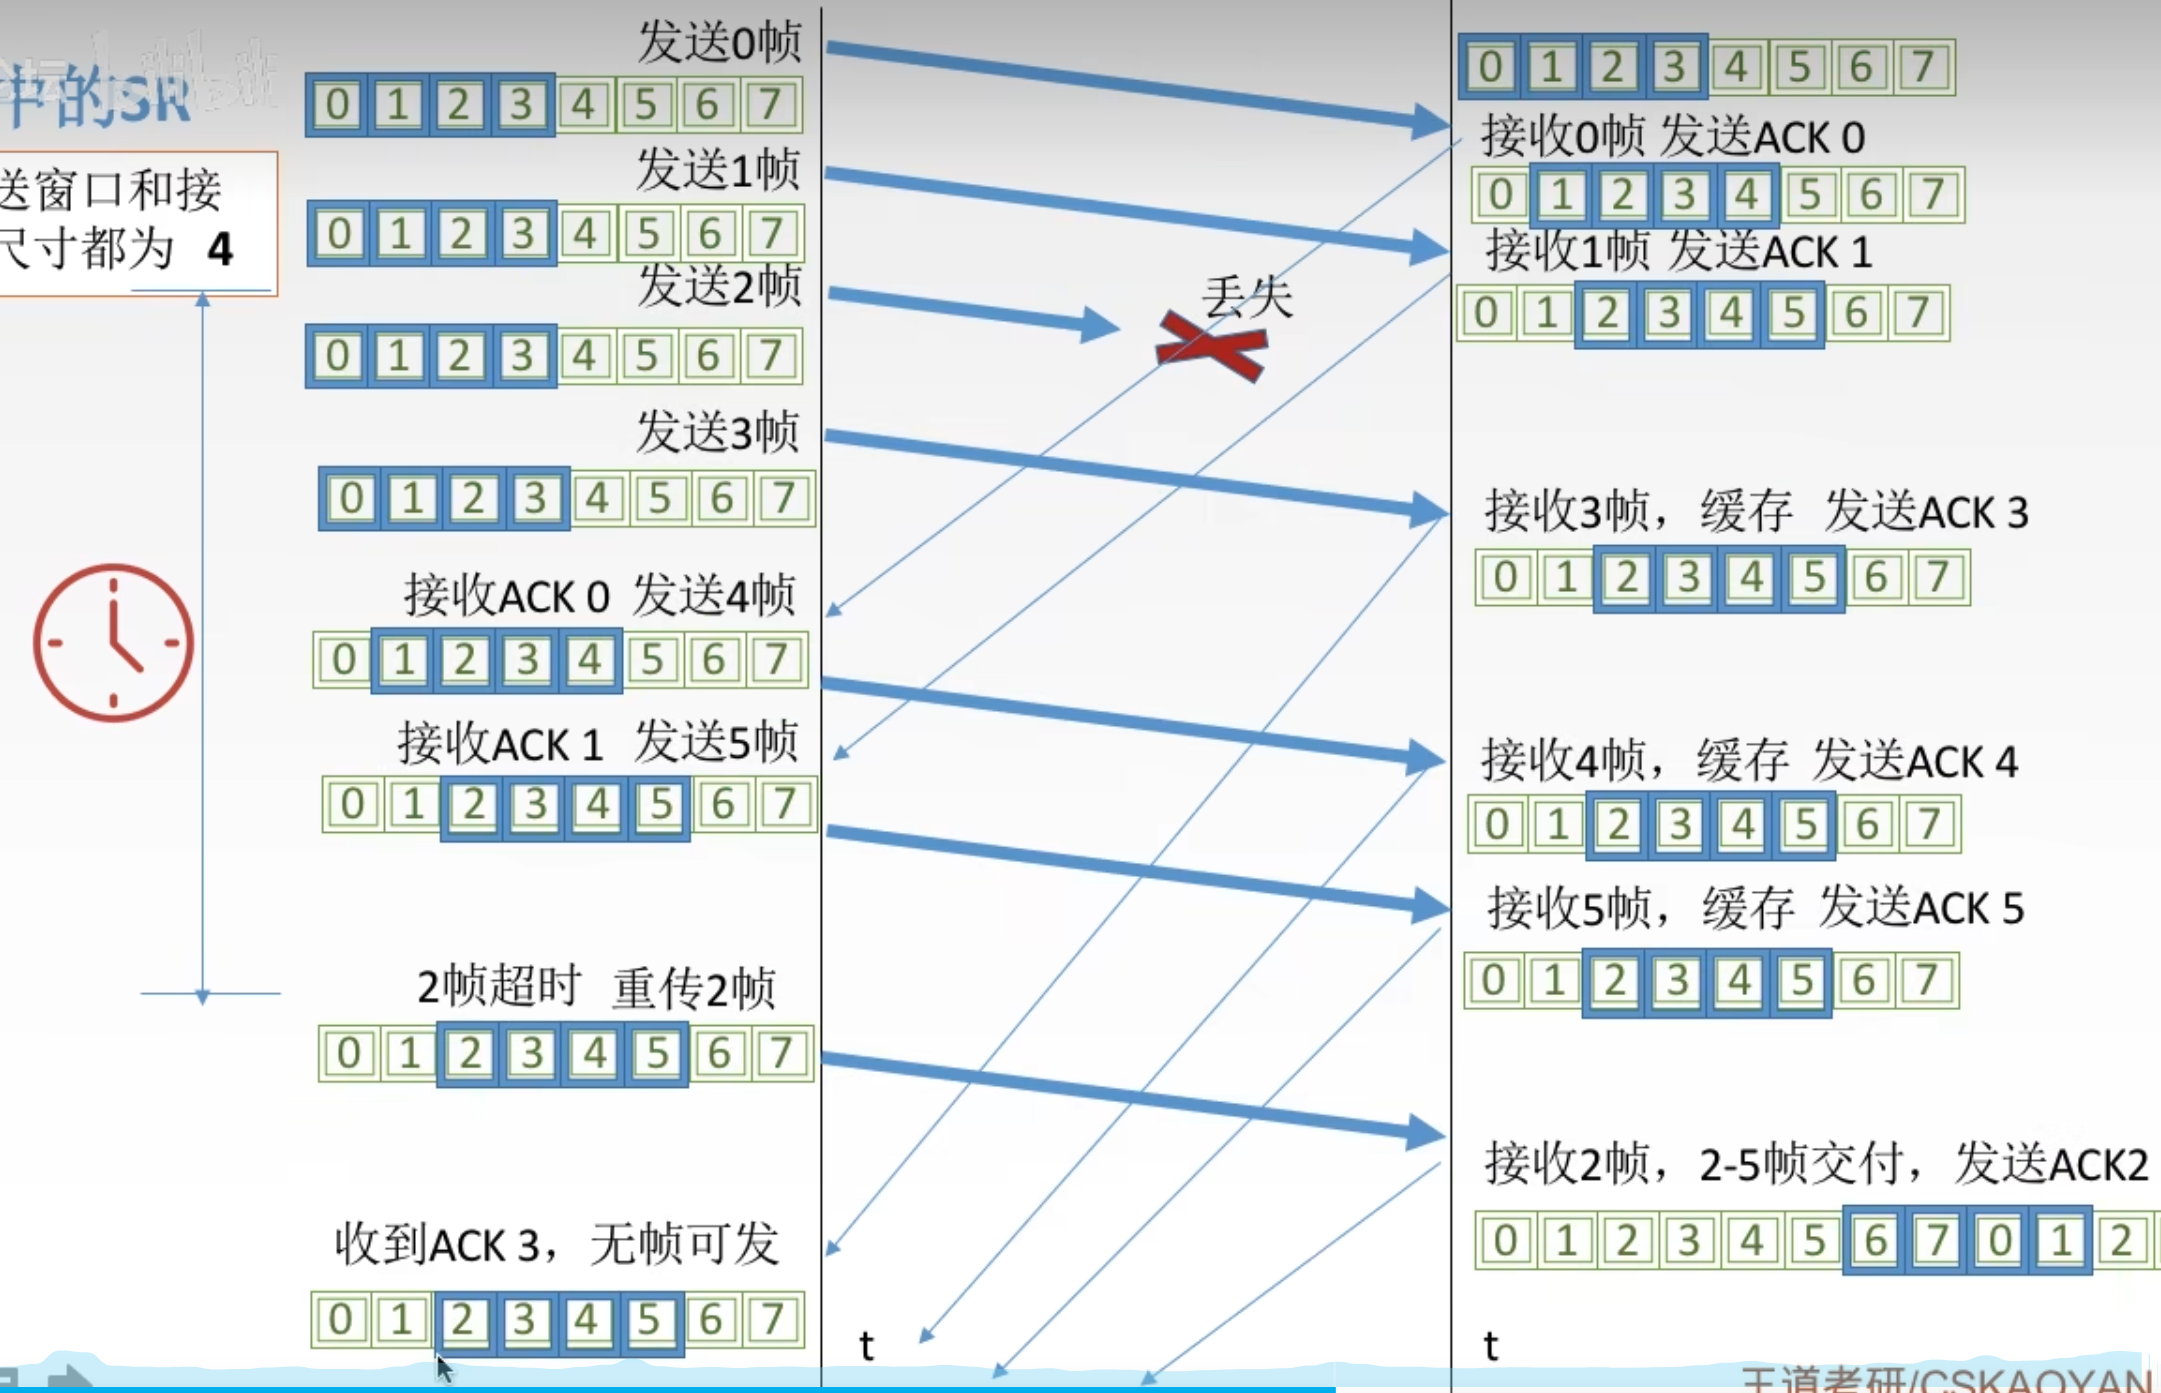 中的SR
送窗口和接
尺寸都为 4
发送0帧
0 1 2 3 4 5 6 7
发送1帧
0 1 2 3 4 5 6 7
发送2帧
0 1 2 3 4 5 6 7
发送3帧
0 1 2 3 4 5 6 7
接收ACK 0 发送4帧
0 1 2 3 4 5 6 7
接收ACK 1 发送5帧
0 1 2 3 4 5 6 7
2帧超时 重传2帧
0 1 2 3 4 5 6 7
收到ACK 3，无帧可发
0 1 2 3 4 5 6 7
丢失
t
0 1 2 3 4 5 6 7
接收0帧 发送ACK 0
0 1 2 3 4 5 6 7
接收1帧 发送ACK 1
0 1 2 3 4 5 6 7
接收3帧，缓存 发送ACK 3
0 1 2 3 4 5 6 7
接收4帧，缓存 发送ACK 4
0 1 2 3 4 5 6 7
接收5帧，缓存 发送ACK 5
0 1 2 3 4 5 6 7
接收2帧，2-5帧交付，发送ACK2
0 1 2 3 4 5 6 7 0 1 2
t
王道考研/CSKAOYAN